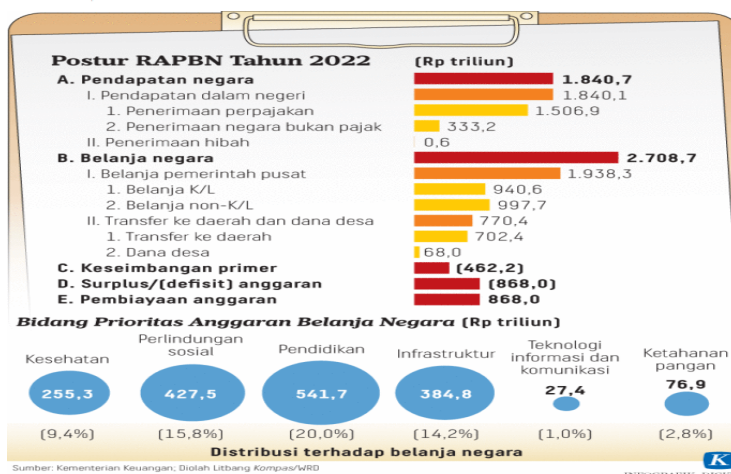 Postur RAPBN Tahun 2022 (Rp triliun)
A. Pendapatan negara 1.840,7
I. Pendapatan dalam negeri 1.840,1
1. Penerimaan perpajakan 1.506,9
2. Penerimaan negara bukan pajak 333,2
II. Penerimaan hibah 0,6
B. Belanja negara 2.708,7
I. Belanja pemerintah pusat 1.938,3
1. Belanja K/L 940,6
2. Belanja non-K/L 997,7
II. Transfer ke daerah dan dana desa 770,4
1. Transfer ke daerah 702,4
2. Dana desa 68,0
C. Keseimbangan primer (462,2)
D. Surplus/(defisit) anggaran (868,0)
E. Pembiayaan anggaran 868,0
Bidang Prioritas Anggaran Belanja Negara (Rp triliun)
Kesehatan
255,3
(9,4%)
Perlindungan
sosial
427,5
(15,8%)
Pendidikan
541,7
(20,0%)
Infrastruktur
384,8
(14,2%)
Teknologi
informasi dan
komunikasi
27,4
(1,0%)
Ketahanan
pangan
76,9
(2,8%)
Distribusi terhadap belanja negara
Sumber: Kementerian Keuangan; Diolah Litbang Kompas/WRD
K